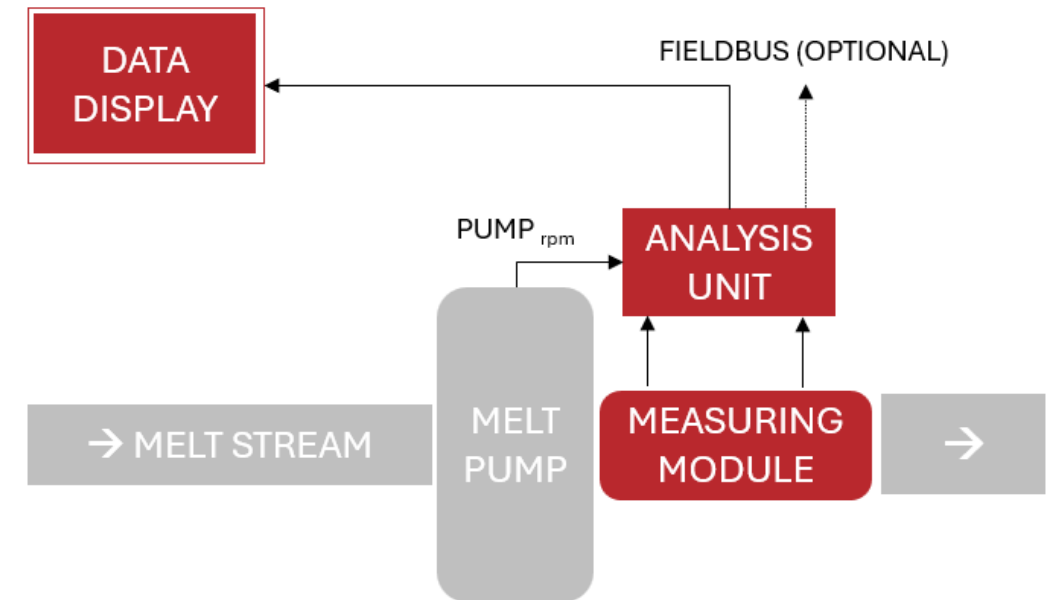 DATA
DISPLAY
FIELDBUS (OPTIONAL)
PUMP rpm
ANALYSIS
UNIT
→ MELT STREAM
MELT
PUMP
MEASURING
MODULE
→